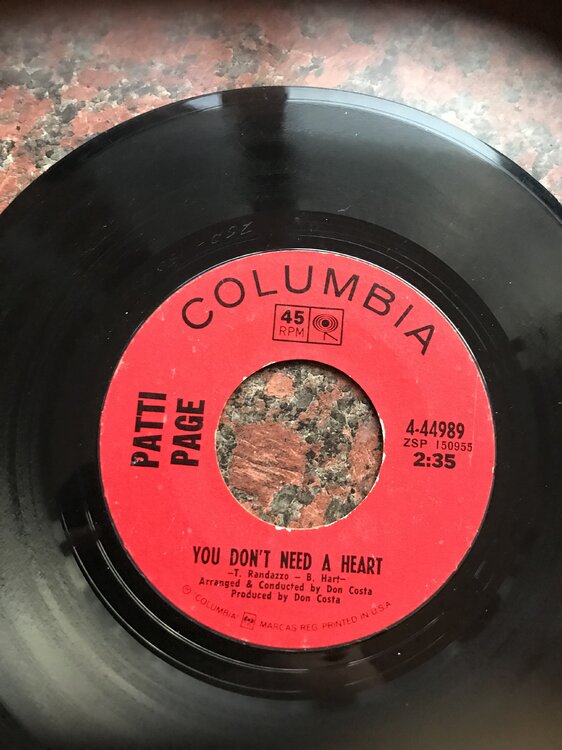 COLUMBIA
45
RPM
PATTI
PAGE
4-44989
ZSP 150955
2:35
YOU DON'T NEED A HEART
-T. Randazzo - B. Hart-
Arranged & Conducted by Don Costa
Produced by Don Costa
Ⓟ "COLUMBIA" MARCAS REG. PRINTED IN U.S.A.